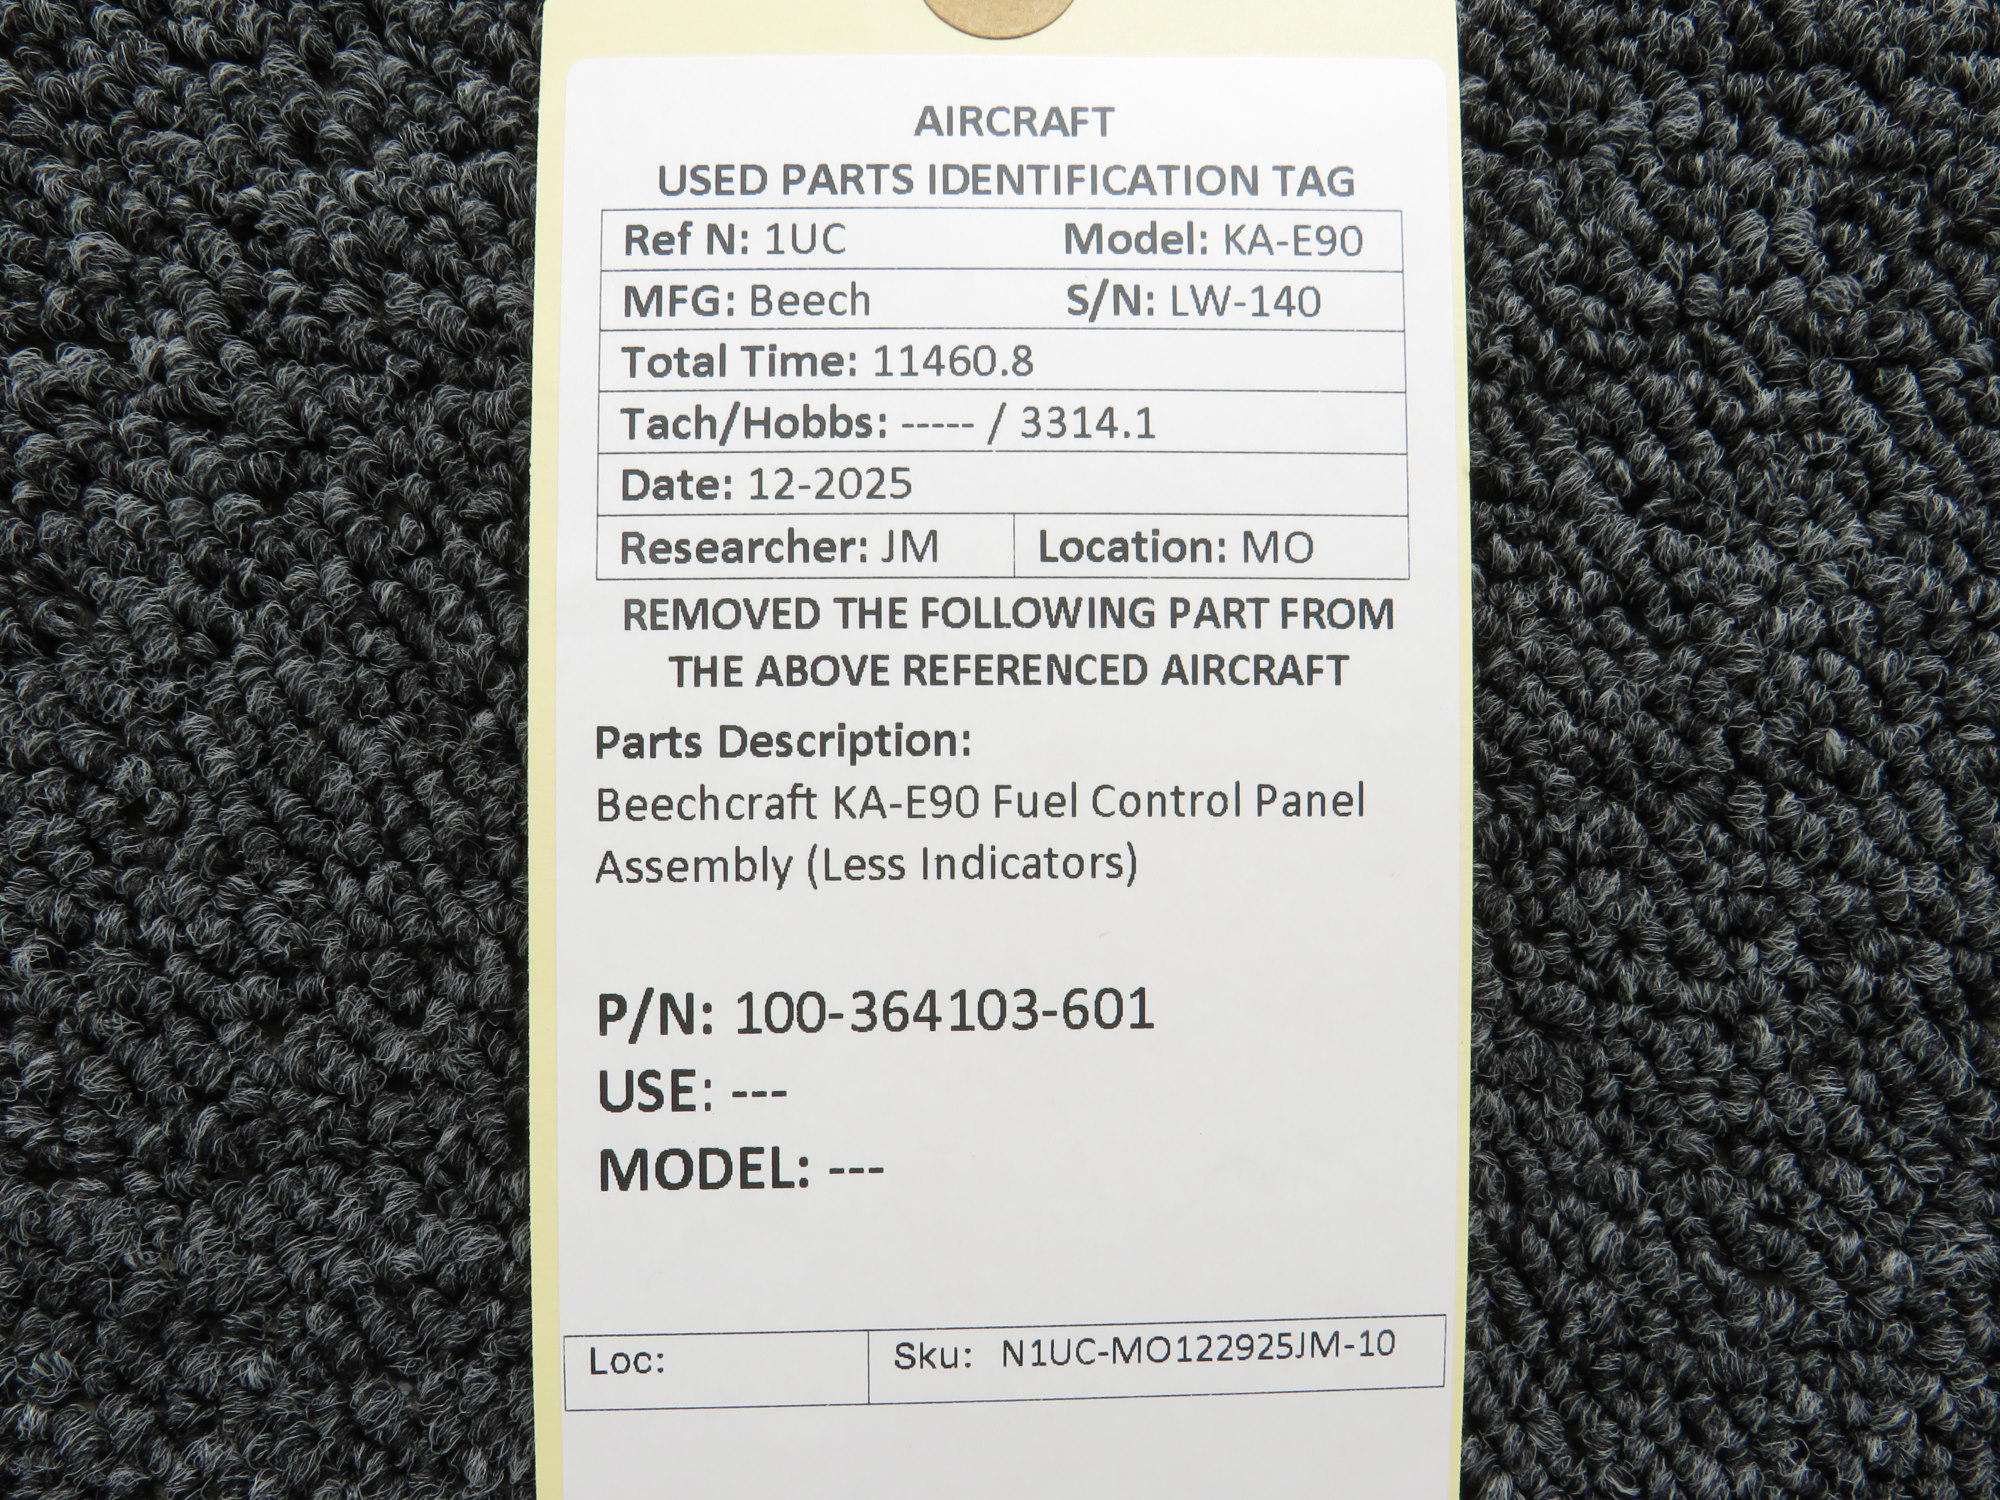 AIRCRAFT
USED PARTS IDENTIFICATION TAG
Ref N: 1UC Model: KA-E90
MFG: Beech S/N: LW-140
Total Time: 11460.8
Tach/Hobbs: ----- / 3314.1
Date: 12-2025
Researcher: JM Location: MO
REMOVED THE FOLLOWING PART FROM
THE ABOVE REFERENCED AIRCRAFT
Parts Description:
Beechcraft KA-E90 Fuel Control Panel
Assembly (Less Indicators)
P/N: 100-364103-601
USE: ---
MODEL: ---
Loc: Sku: N1UC-MO122925JM-10